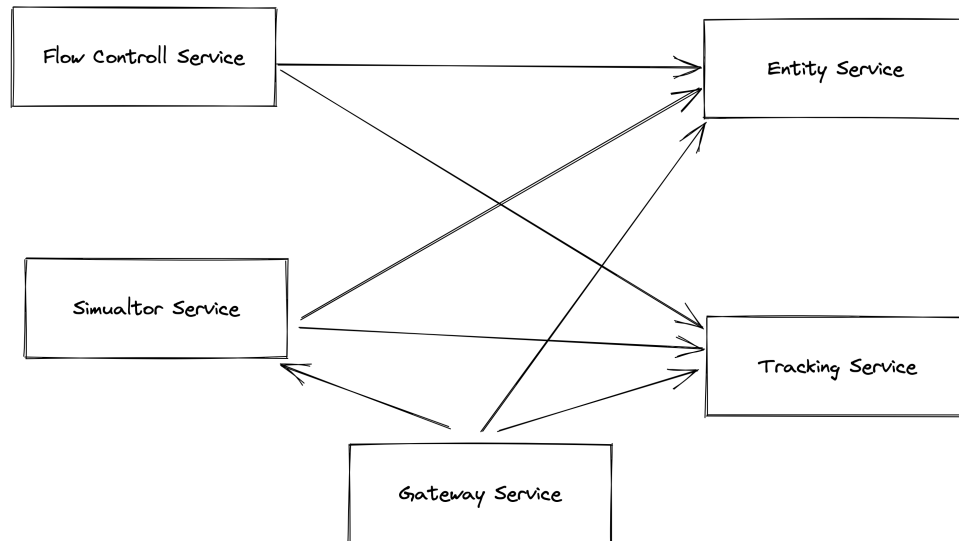 Flow Controll Service
Entity Service
Simualtor Service
Tracking Service
Gateway Service